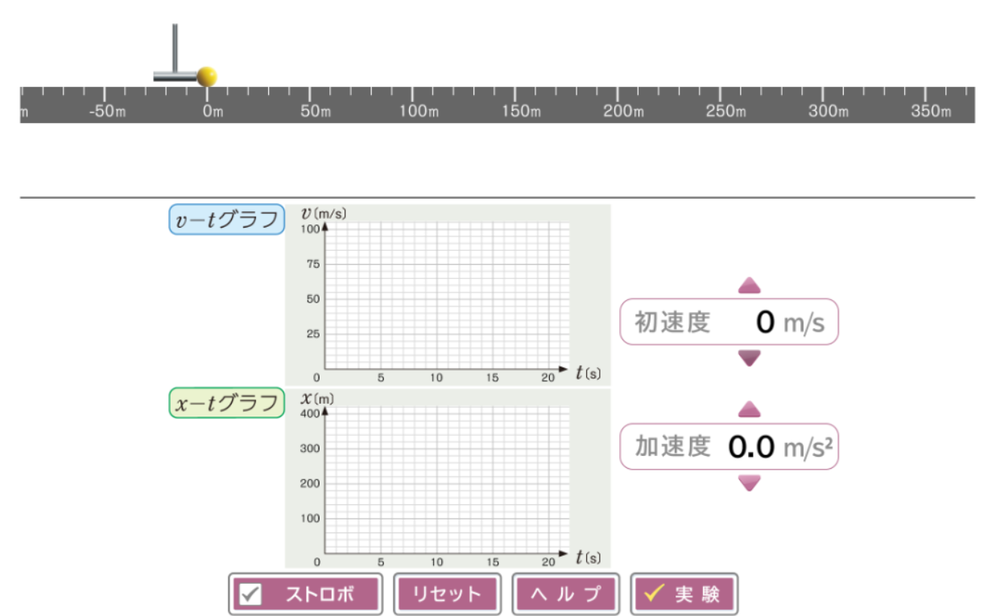 m -50m 0m 50m 100m 150m 200m 250m 300m 350m
v−tグラフ
v(m/s)
100
75
50
25
0 5 10 15 20 t(s)
初速度 0 m/s
x−tグラフ
x(m)
400
300
200
100
0 5 10 15 20 t(s)
加速度 0.0 m/s²
ストロボ リセット ヘルプ 実験